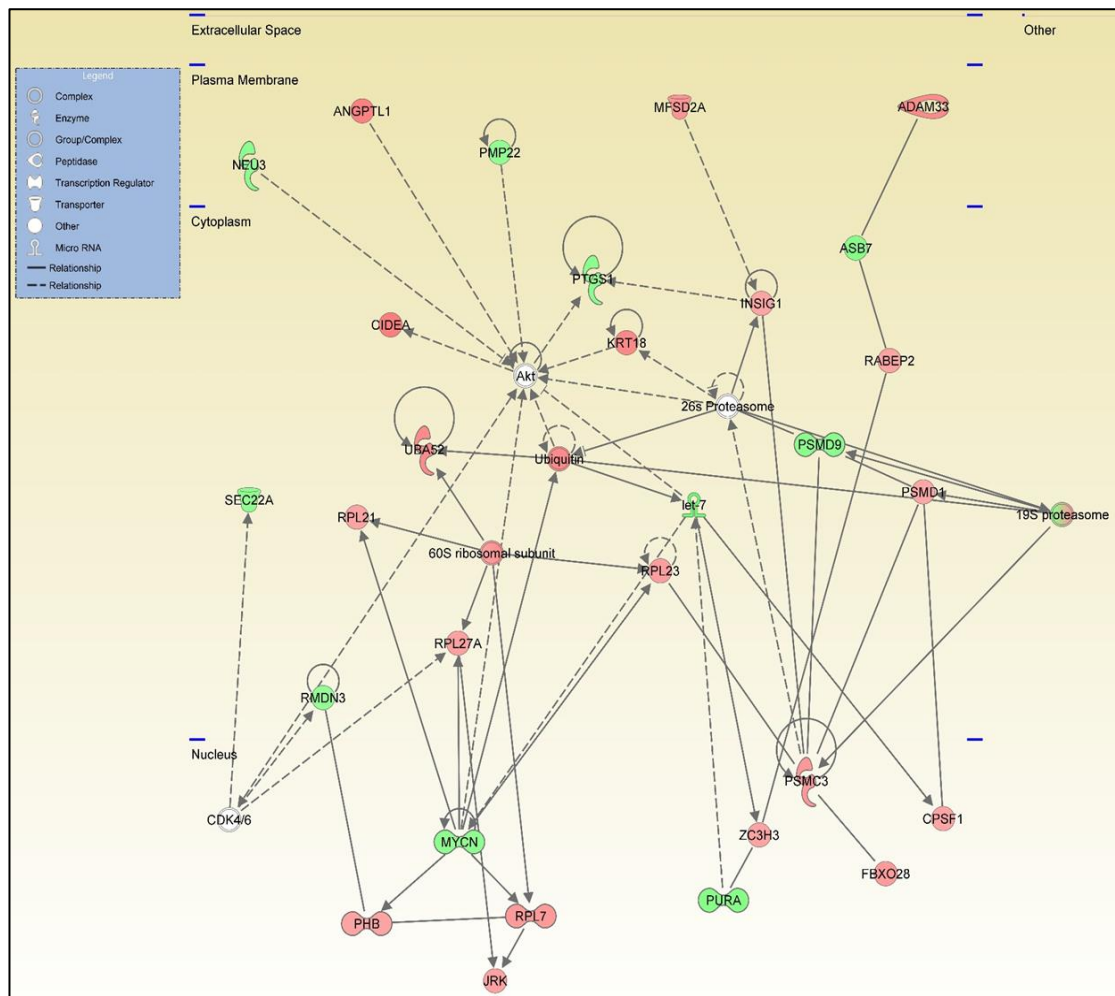 Extracellular Space
Other
Plasma Membrane
Legend
Complex
Enzyme
Group/Complex
Peptidase
Transcription Regulator
Transporter
Other
Micro RNA
Relationship
Relationship
ANGPTL1
MFSD2A
ADAM33
PMP22
NEU3
Cytoplasm
ASB7
PTGS1
INSIG1
CIDEA
KRT18
RABEP2
Akt
26s Proteasome
UBA52
PSMD9
Ubiquitin
SEC22A
PSMD1
RPL21
let-7
19S proteasome
60S ribosomal subunit
RPL23
RPL27A
RMDN3
Nucleus
PSMC3
CDK4/6
CPSF1
MYCN
ZC3H3
FBXO28
PURA
PHB
RPL7
JRK